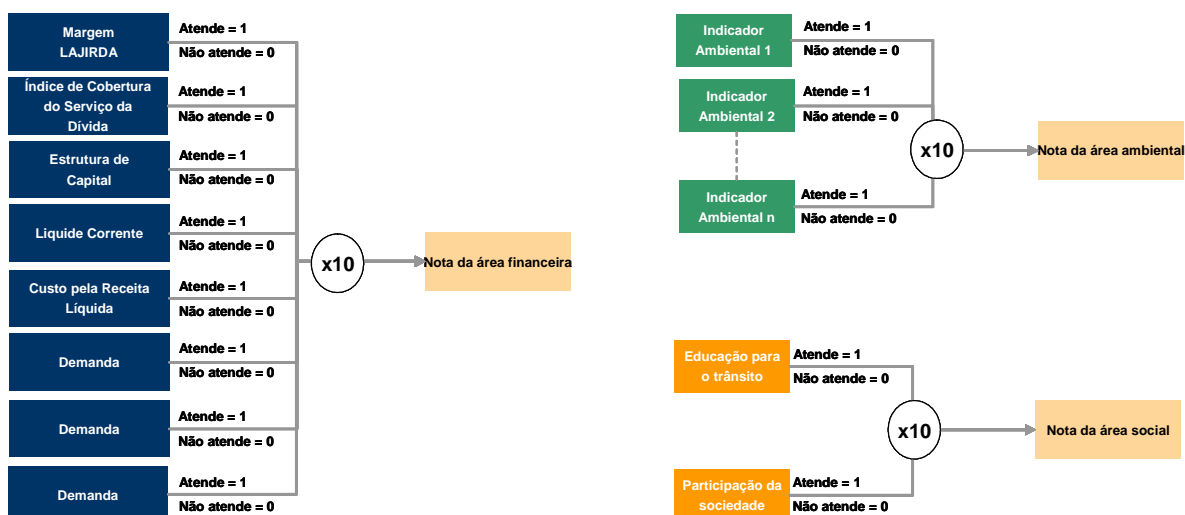 Margem
LAJIRDA
Atende = 1
Não atende = 0
Índice de Cobertura
do Serviço da
Dívida
Atende = 1
Não atende = 0
Estrutura de
Capital
Atende = 1
Não atende = 0
Liquide Corrente
Atende = 1
Não atende = 0
Custo pela Receita
Líquida
Atende = 1
Não atende = 0
Demanda
Atende = 1
Não atende = 0
Demanda
Atende = 1
Não atende = 0
Demanda
Atende = 1
Não atende = 0
x10
Nota da área financeira
Indicador
Ambiental 1
Atende = 1
Não atende = 0
Indicador
Ambiental 2
Atende = 1
Não atende = 0
Indicador
Ambiental n
Atende = 1
Não atende = 0
x10
Nota da área ambiental
Educação para
o trânsito
Atende = 1
Não atende = 0
Participação da
sociedade
Atende = 1
Não atende = 0
x10
Nota da área social